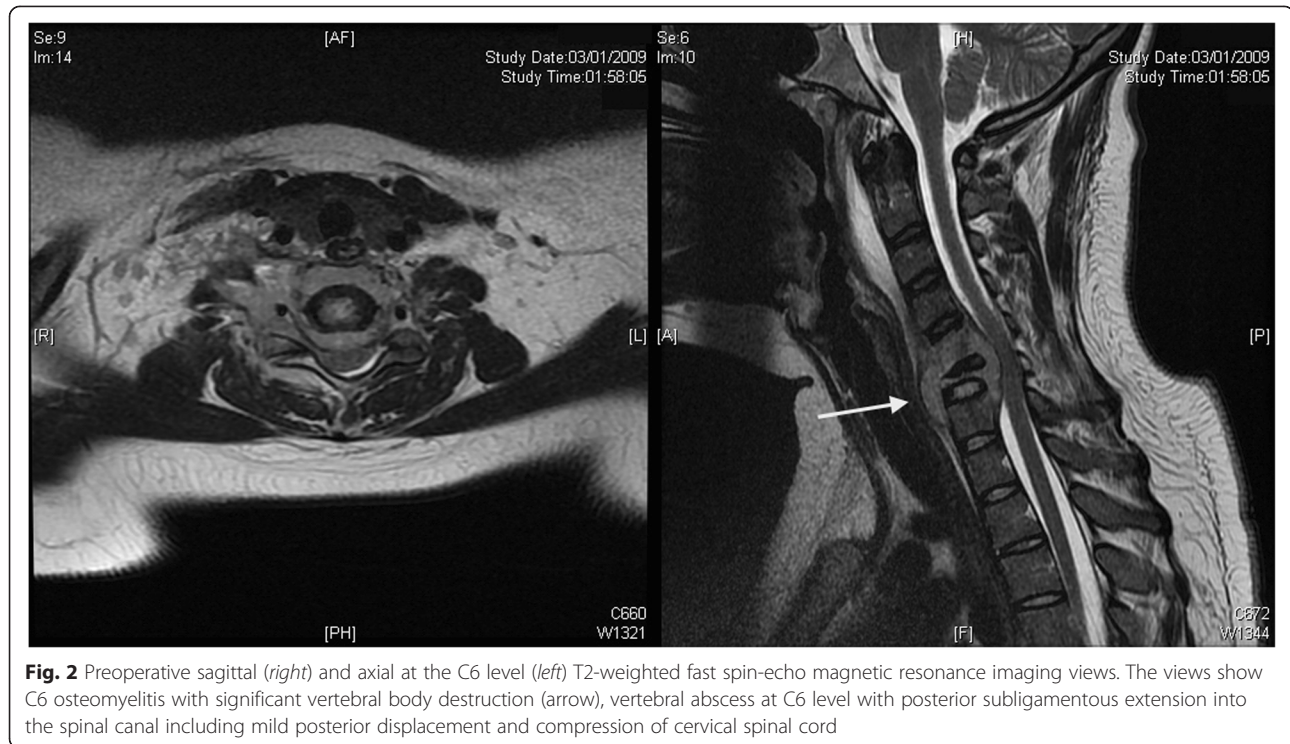 Se:9
Im:14
[AF]
Study Date:03/01/2009
Study Time:01:58:05
[R]
[L]
[PH]
C660
W1321
Se:6
Im:10
[H]
Study Date:03/01/2009
Study Time:01:58:05
[A]
[P]
[F]
C672
W1344
Fig. 2 Preoperative sagittal (right) and axial at the C6 level (left) T2-weighted fast spin-echo magnetic resonance imaging views. The views show
C6 osteomyelitis with significant vertebral body destruction (arrow), vertebral abscess at C6 level with posterior subligamentous extension into
the spinal canal including mild posterior displacement and compression of cervical spinal cord